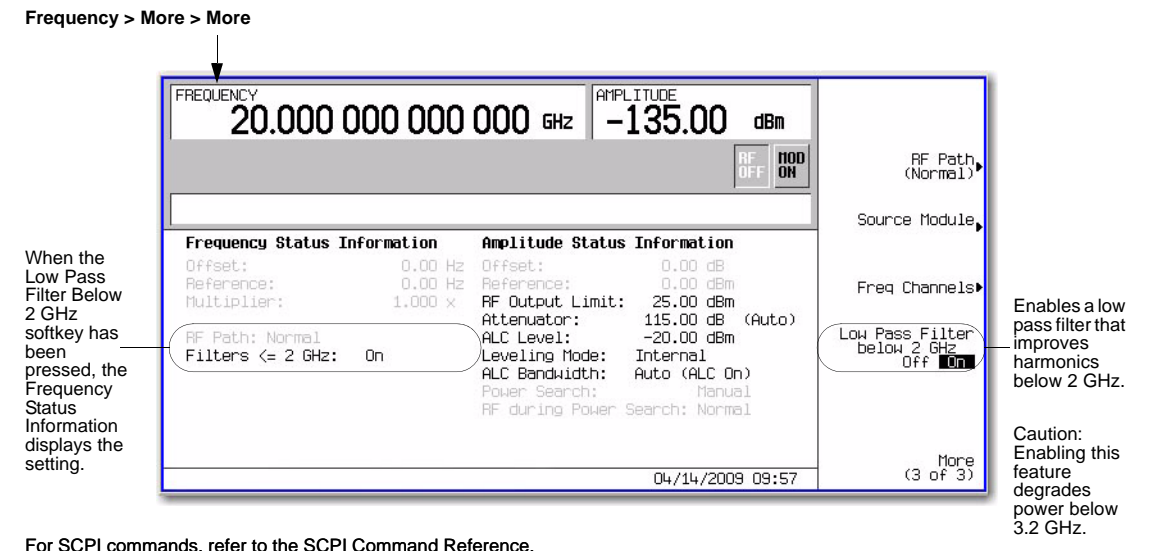 Frequency > More > More
FREQUENCY
20.000 000 000 000 GHz
AMPLITUDE
-135.00 dBm
RF OFF
MOD ON
RF Path (Normal)
Source Module
Freq Channels
Low Pass Filter
below 2 GHz
Off On
More
(3 of 3)
Frequency Status Information
Offset: 0.00 Hz
Reference: 0.00 Hz
Multiplier: 1.000 x
RF Path: Normal
Filters <= 2 GHz: On
Amplitude Status Information
Offset: 0.00 dB
Reference: 0.00 dBm
RF Output Limit: 25.00 dBm
Attenuator: 115.00 dB (Auto)
ALC Level: -20.00 dBm
Leveling Mode: Internal
ALC Bandwidth: Auto (ALC On)
Power Search: Manual
RF during Power Search: Normal
04/14/2009 09:57
When the
Low Pass
Filter Below
2 GHz
softkey has
been
pressed, the
Frequency
Status
Information
displays the
setting.
Enables a low
pass filter that
improves
harmonics
below 2 GHz.
Caution:
Enabling this
feature
degrades
power below
3.2 GHz.
For SCPI commands, refer to the SCPI Command Reference.